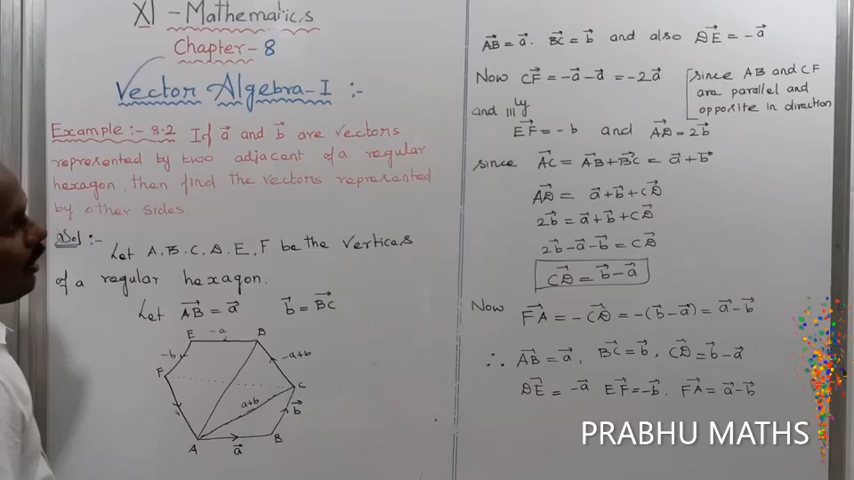 XI - Mathematics
Chapter - 8
Vector Algebra - I :-
Example :- 8.2 If a⃗ and b⃗ are vectors
represented by two adjacent of a regular
hexagon, then find the vectors represented
by other sides.
Sol :-
Let A, B, C, D, E, F be the vertices
of a regular hexagon.
Let AB⃗ = a⃗ b⃗ = BC⃗
E -a D
-b -a+b
F C
a+b b⃗
A a⃗ B
AB⃗ = a⃗. BC⃗ = b⃗ and also DE⃗ = -a⃗
Now CF⃗ = -a⃗ - a⃗ = -2a⃗ [since AB and CF
are parallel and
opposite in direction
and |||ly
EF⃗ = -b and AD⃗ = 2b⃗
since AC⃗ = AB⃗ + BC⃗ = a⃗ + b⃗
AD⃗ = a⃗ + b⃗ + CD⃗
2b⃗ = a⃗ + b⃗ + CD⃗
2b⃗ - a⃗ - b⃗ = CD⃗
CD⃗ = b⃗ - a⃗
Now FA⃗ = -CD⃗ = -(b⃗ - a⃗) = a⃗ - b⃗
∴ AB⃗ = a⃗, BC⃗ = b⃗, CD⃗ = b⃗ - a⃗
DE⃗ = -a⃗ EF⃗ = -b⃗. FA⃗ = a⃗ - b⃗
PRABHU MATHS